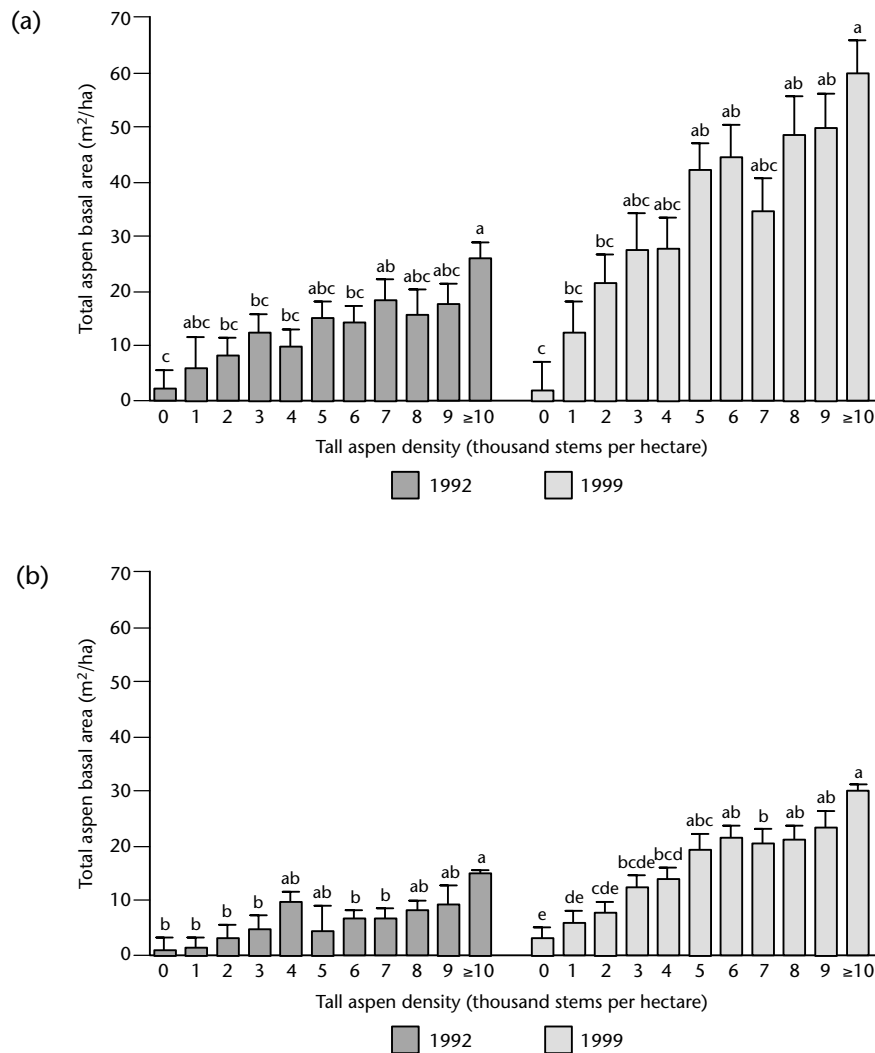 (a)
Total aspen basal area (m²/ha)
70
60
50
40
30
20
10
0
c abc bc bc bc abc bc ab abc abc a
c bc bc abc abc ab ab abc ab ab a
0 1 2 3 4 5 6 7 8 9 ≥10 0 1 2 3 4 5 6 7 8 9 ≥10
Tall aspen density (thousand stems per hectare)
1992 1999
(b)
Total aspen basal area (m²/ha)
70
60
50
40
30
20
10
0
b b b b ab ab b b ab ab a
e de cde bcde bcd abc ab b ab ab a
0 1 2 3 4 5 6 7 8 9 ≥10 0 1 2 3 4 5 6 7 8 9 ≥10
Tall aspen density (thousand stems per hectare)
1992 1999